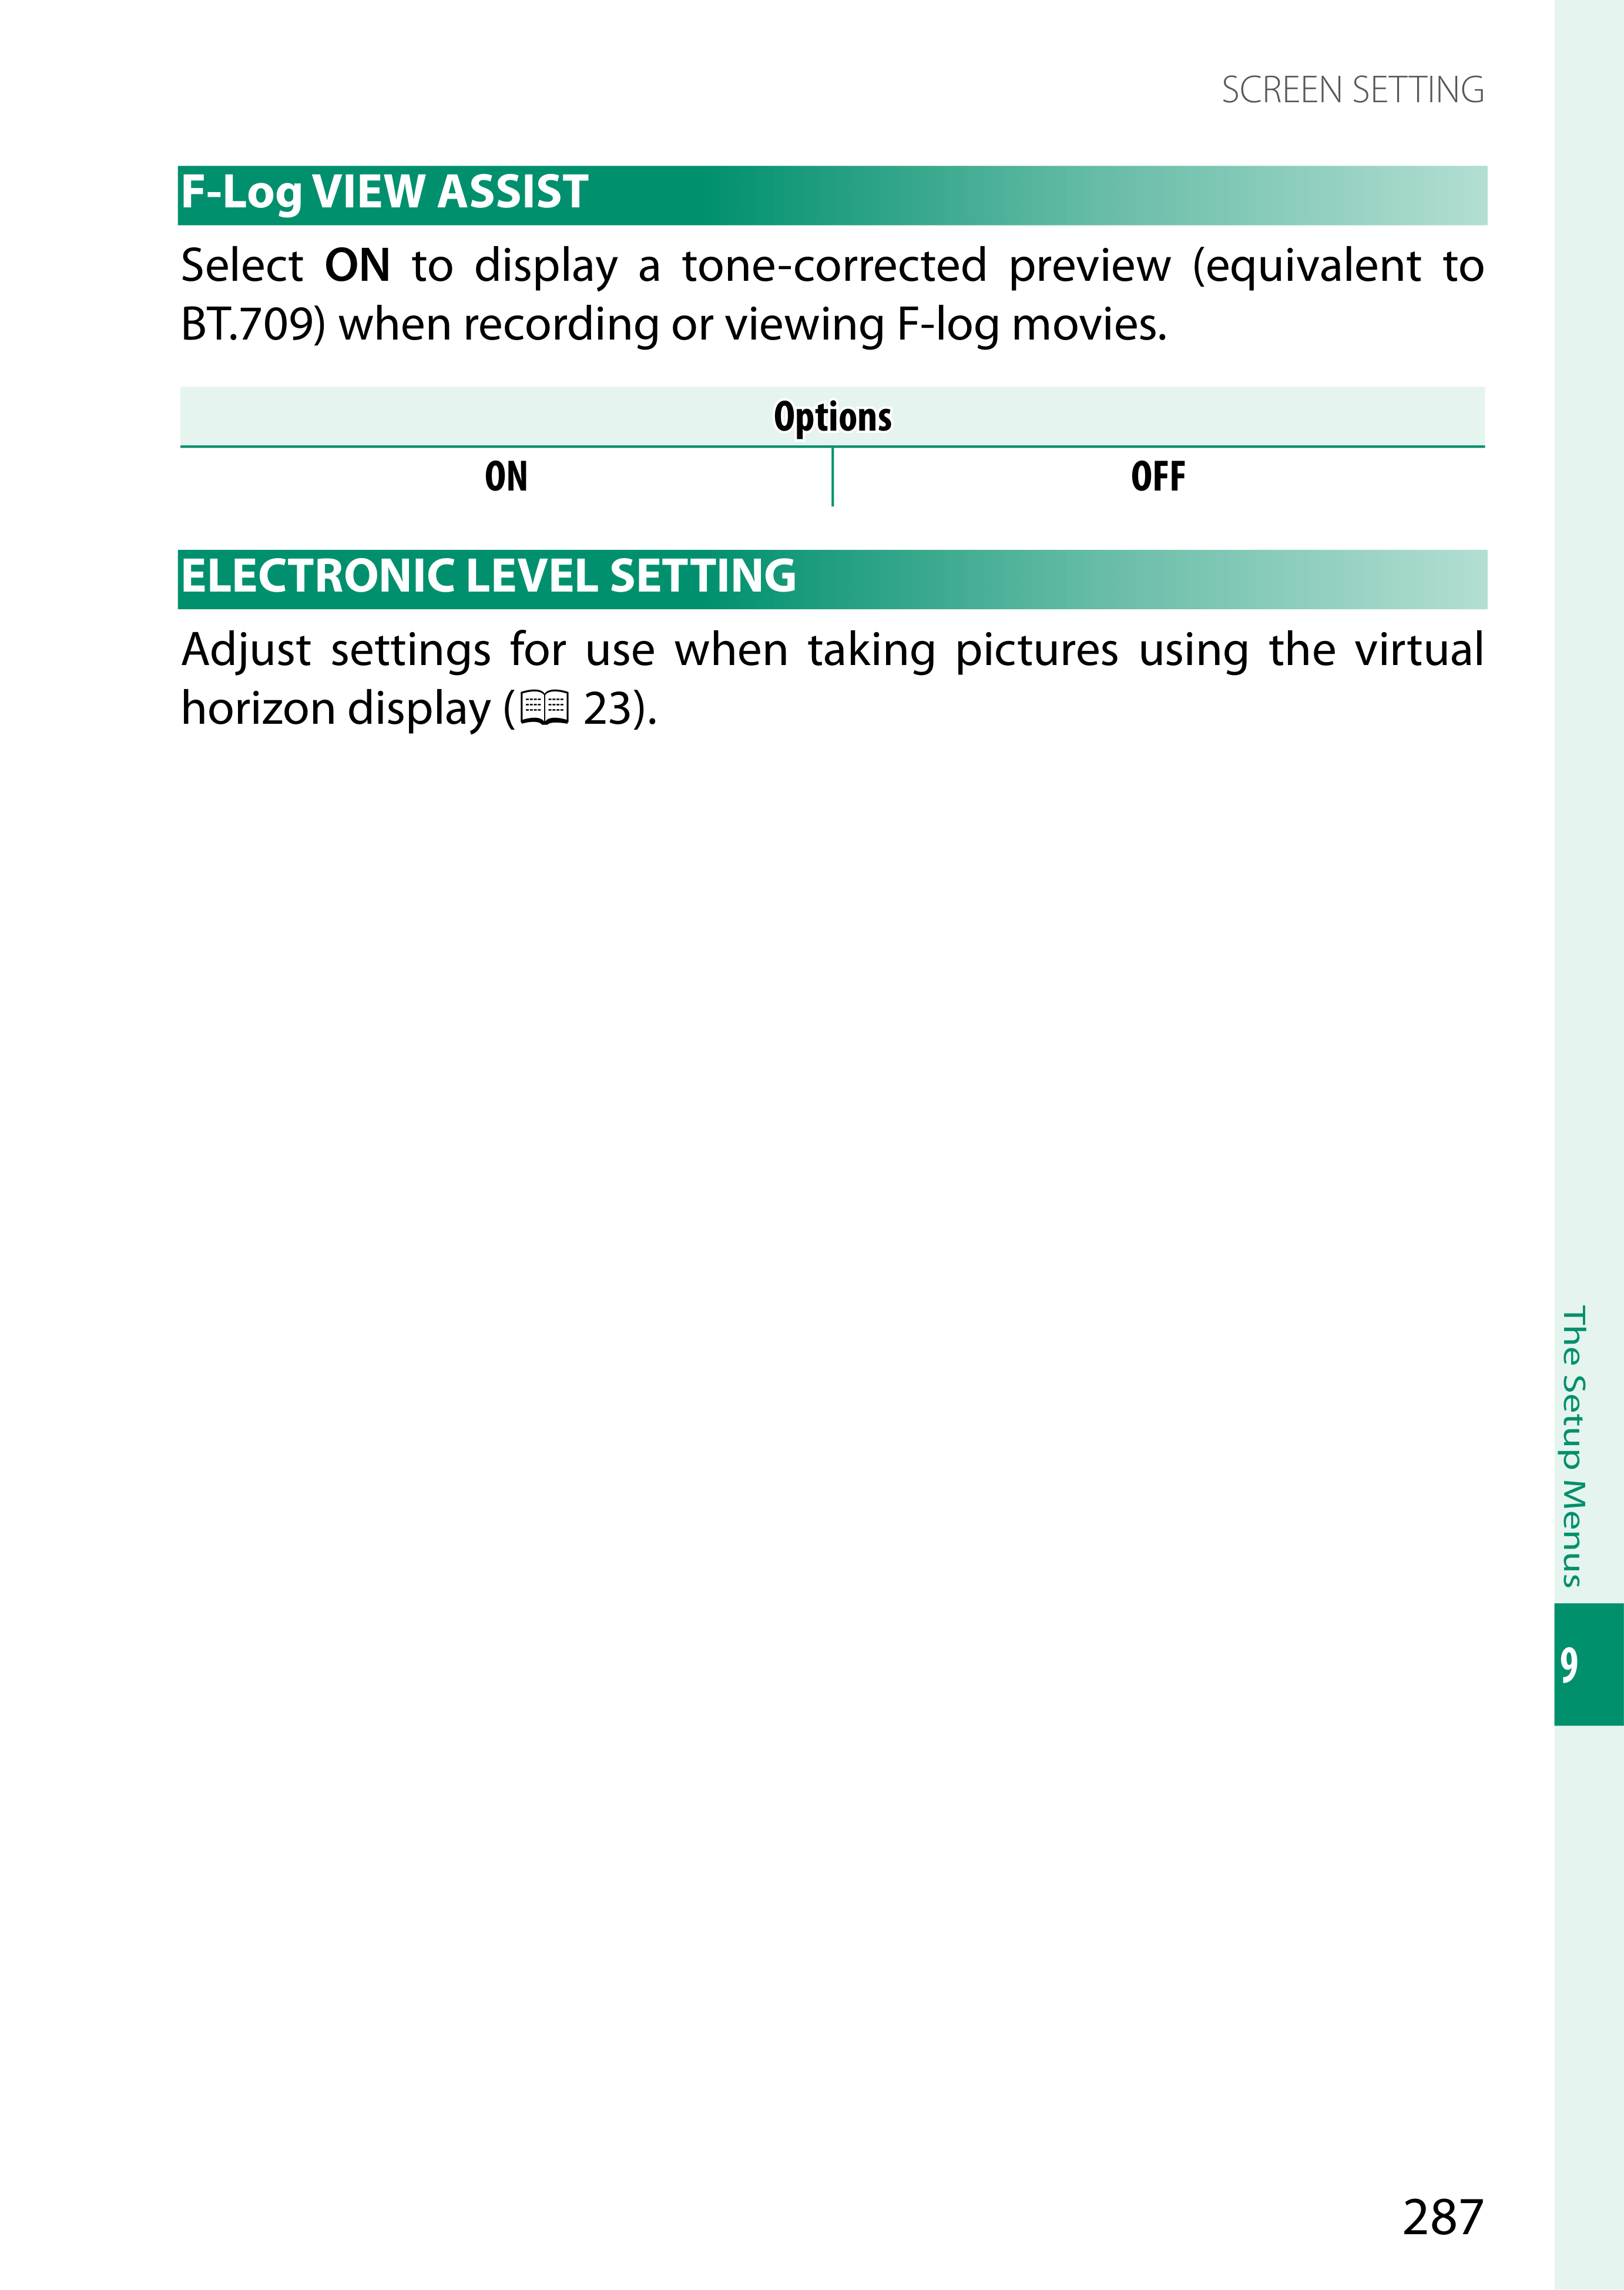 SCREEN SETTING
F-Log VIEW ASSIST
Select ON to display a tone-corrected preview (equivalent to
BT.709) when recording or viewing F-log movies.
Options
ON OFF
ELECTRONIC LEVEL SETTING
Adjust settings for use when taking pictures using the virtual
horizon display ( 23).
The Setup Menus
9
287